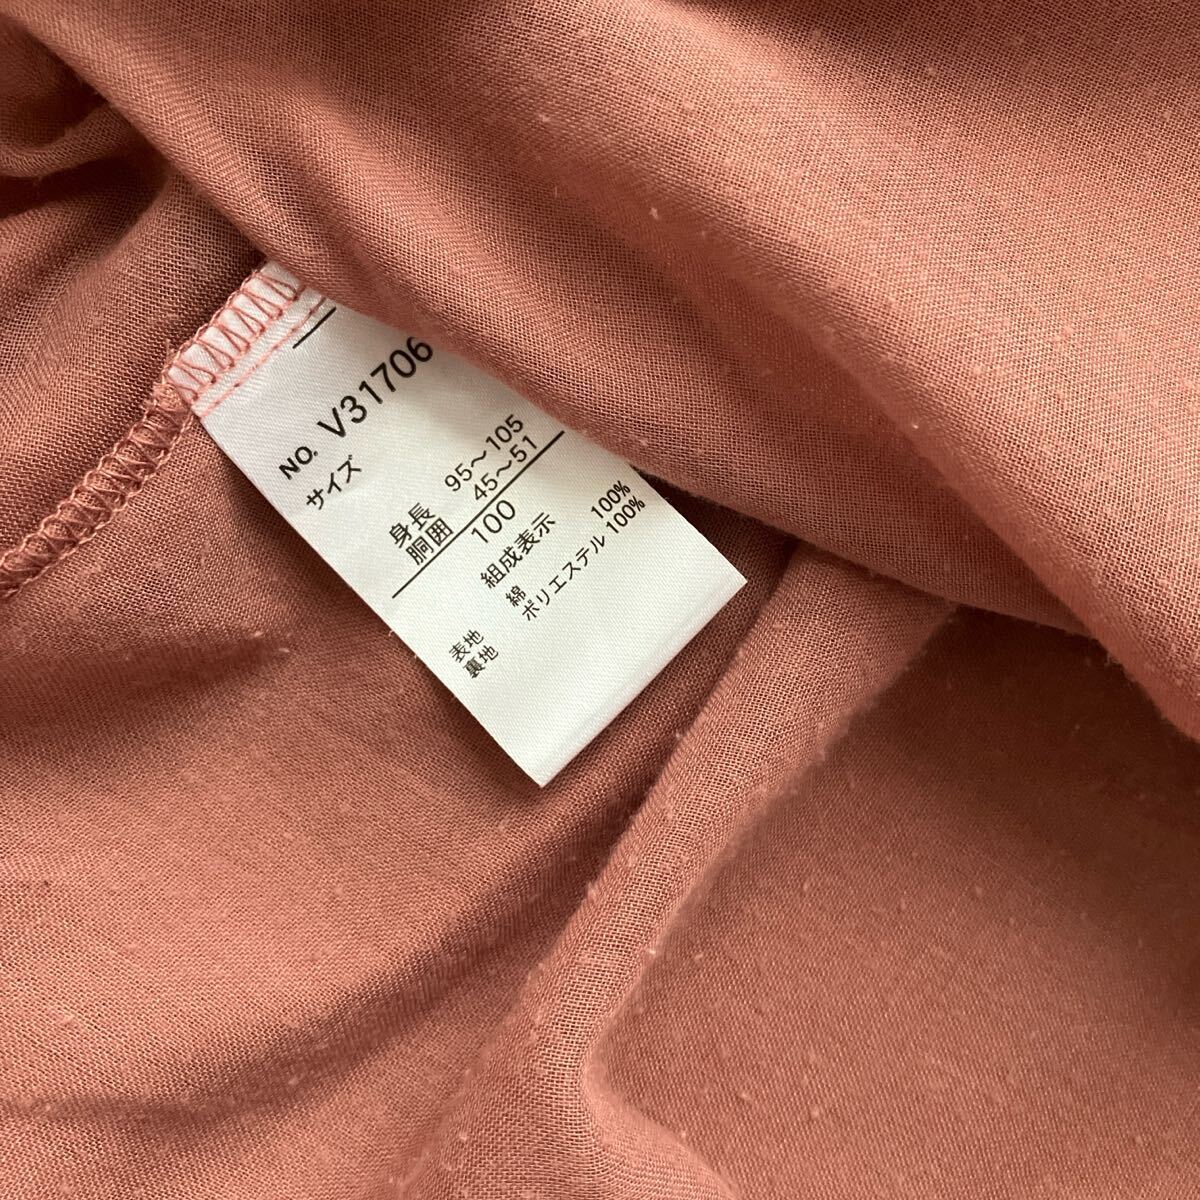 NO. V31706
サイズ
身長 95～105
胴囲 45～51
100
組成表示
表地 綿 100%
裏地 ポリエステル 100%